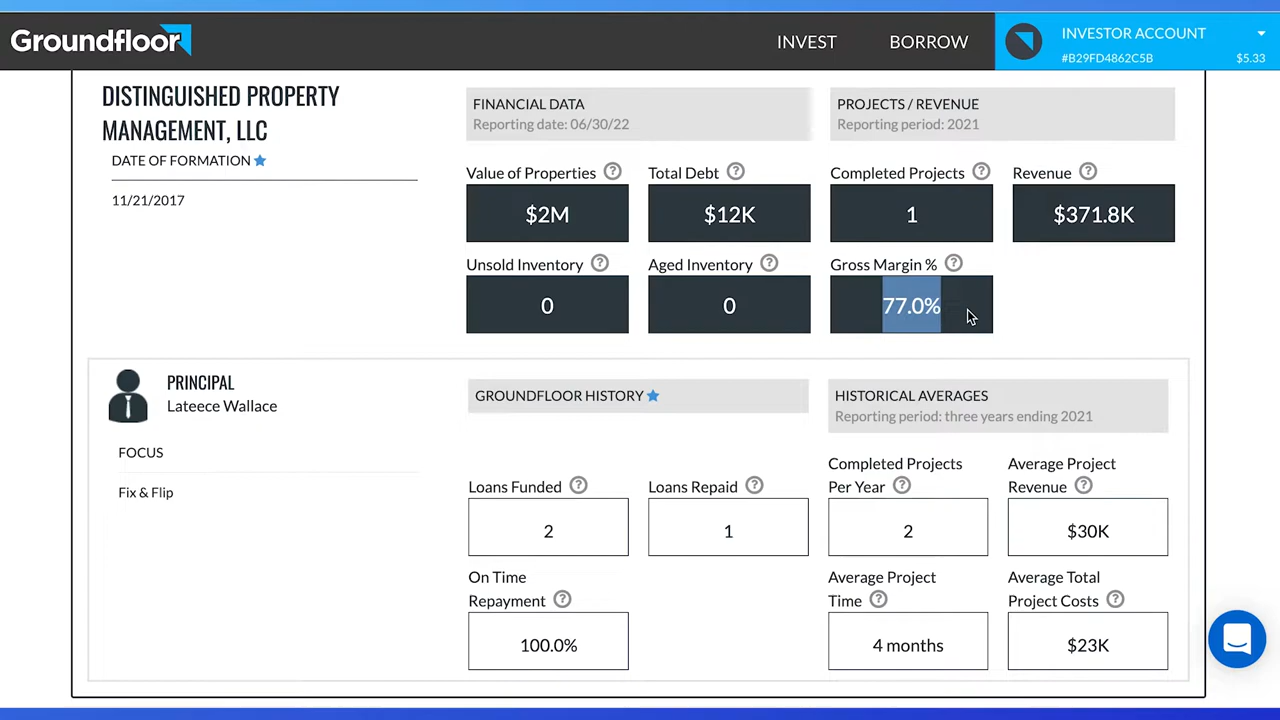 Groundfloor
INVEST
BORROW
INVESTOR ACCOUNT
#B29FD4862C5B
$5.33
DISTINGUISHED PROPERTY
MANAGEMENT, LLC
DATE OF FORMATION
11/21/2017
FINANCIAL DATA
Reporting date: 06/30/22
PROJECTS / REVENUE
Reporting period: 2021
Value of Properties ?
$2M
Total Debt ?
$12K
Completed Projects ?
1
Revenue ?
$371.8K
Unsold Inventory ?
0
Aged Inventory ?
0
Gross Margin % ?
77.0%
PRINCIPAL
Lateece Wallace
FOCUS
Fix & Flip
GROUNDFLOOR HISTORY
HISTORICAL AVERAGES
Reporting period: three years ending 2021
Loans Funded ?
2
Loans Repaid ?
1
Completed Projects
Per Year ?
2
Average Project
Revenue ?
$30K
On Time
Repayment ?
100.0%
Average Project
Time ?
4 months
Average Total
Project Costs ?
$23K